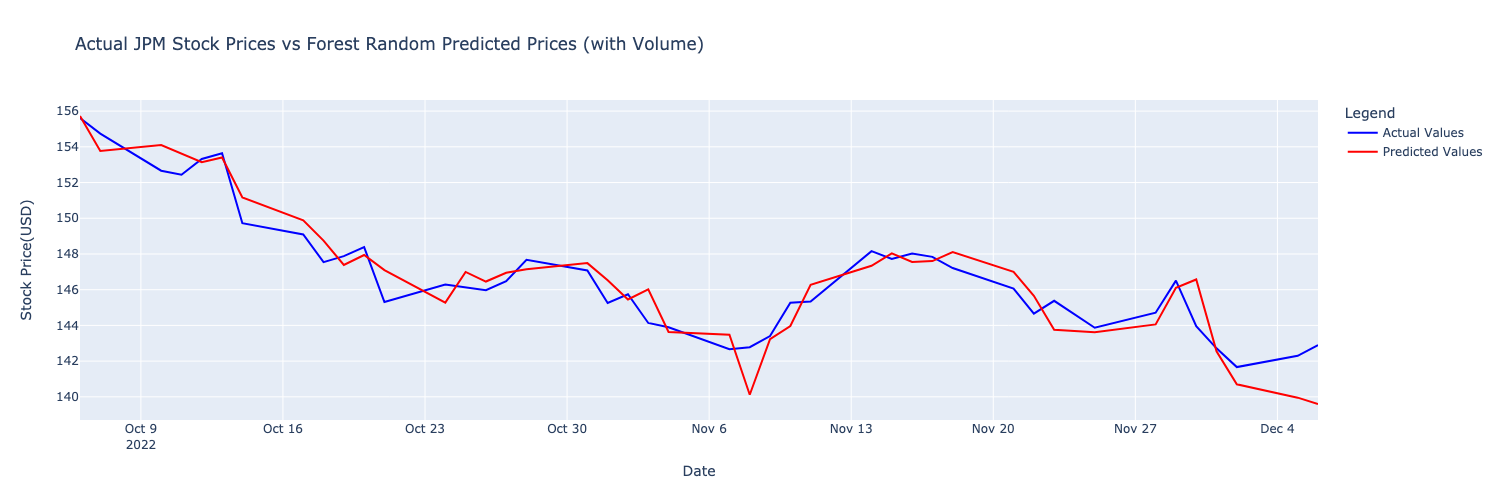 Actual JPM Stock Prices vs Forest Random Predicted Prices (with Volume)
Legend
Actual Values
Predicted Values
Stock Price(USD)
156
154
152
150
148
146
144
142
140
Oct 9
2022
Oct 16
Oct 23
Oct 30
Nov 6
Nov 13
Nov 20
Nov 27
Dec 4
Date